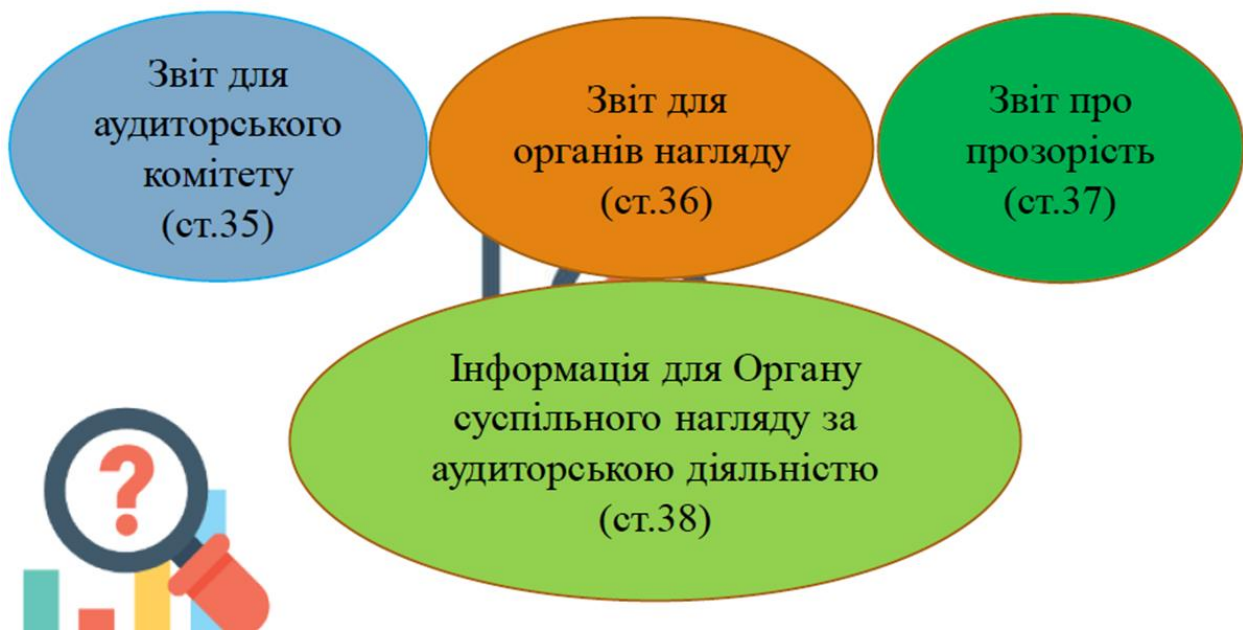 Звіт для
аудиторського
комітету
(ст.35)
Звіт для
органів нагляду
(ст.36)
Звіт про
прозорість
(ст.37)
Інформація для Органу
суспільного нагляду за
аудиторською діяльністю
(ст.38)
?